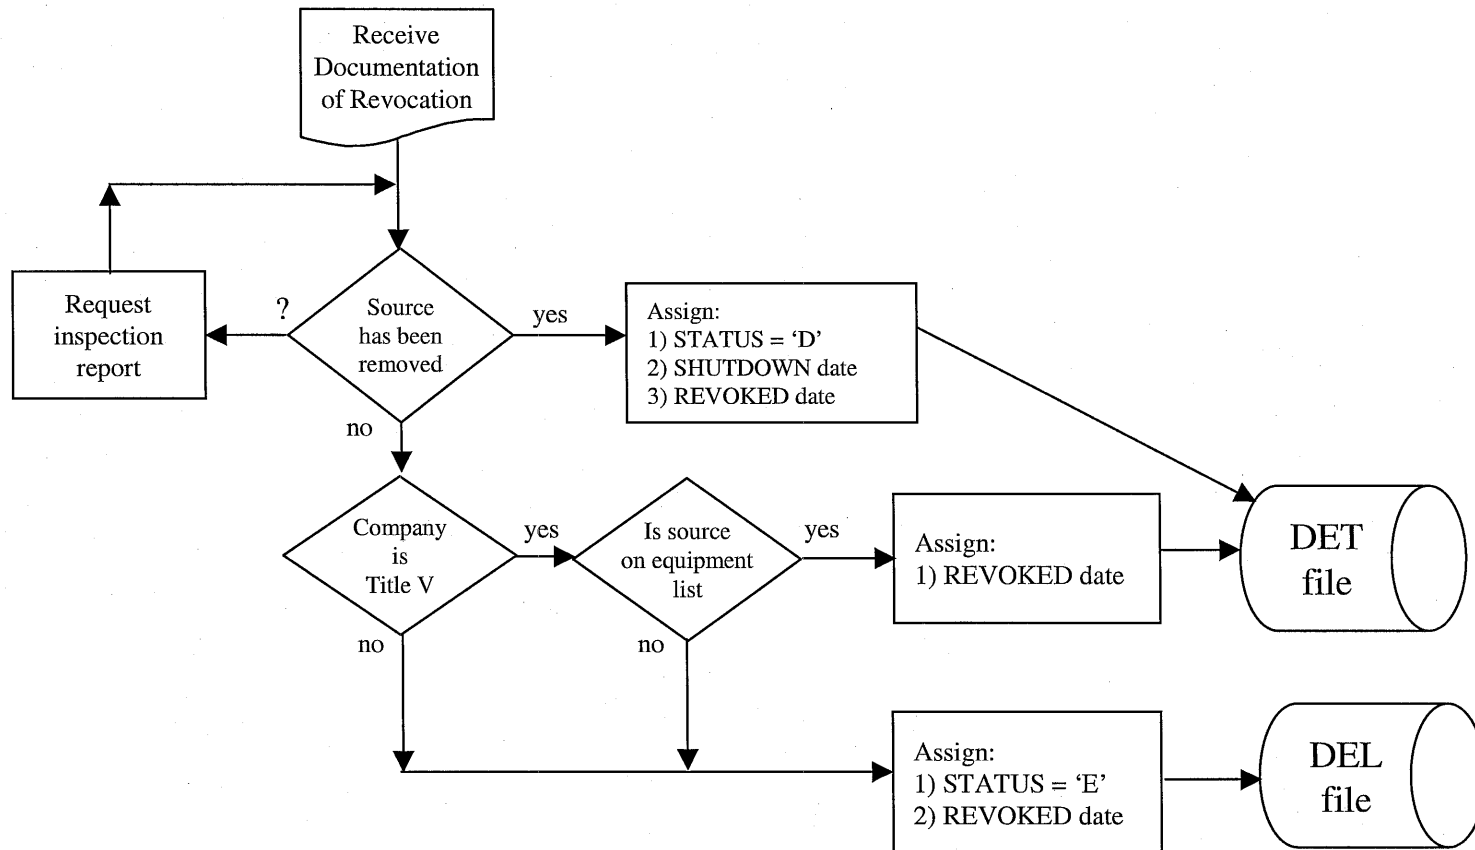 Receive
Documentation
of Revocation
?
Request
inspection
report
Source
has been
removed
yes
Assign:
1) STATUS = ‘D’
2) SHUTDOWN date
3) REVOKED date
no
Company
is
Title V
yes
Is source
on equipment
list
yes
Assign:
1) REVOKED date
DET
file
no
no
Assign:
1) STATUS = ‘E’
2) REVOKED date
DEL
file